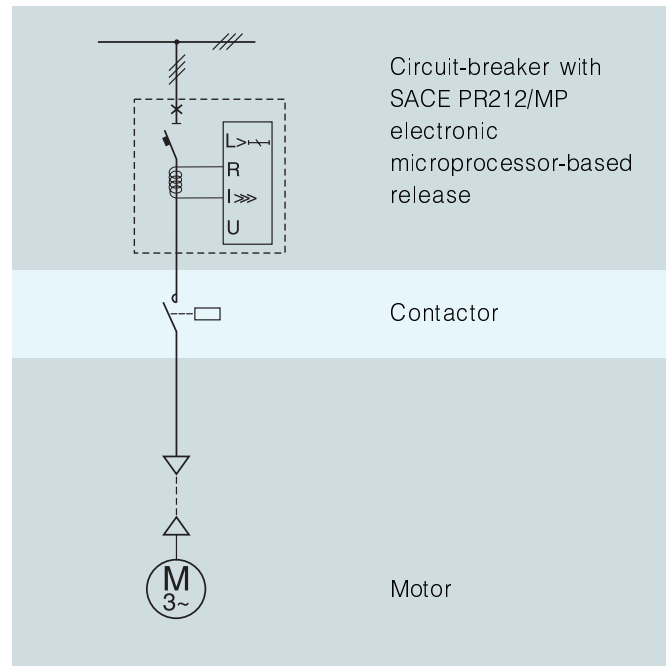 Circuit-breaker with
SACE PR212/MP
electronic
microprocessor-based
release
L>
R
I>>>
U
Contactor
M
3~
Motor